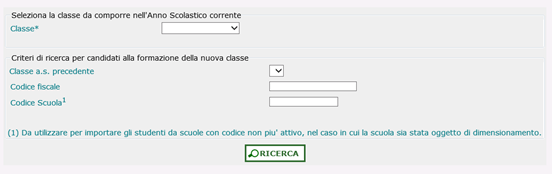 Seleziona la classe da comporre nell'Anno Scolastico corrente
Classe*
Criteri di ricerca per candidati alla formazione della nuova classe
Classe a.s. precedente
Codice fiscale
Codice Scuola1
(1) Da utilizzare per importare gli studenti da scuole con codice non piu' attivo, nel caso in cui la scuola sia stata oggetto di dimensionamento.
RICERCA